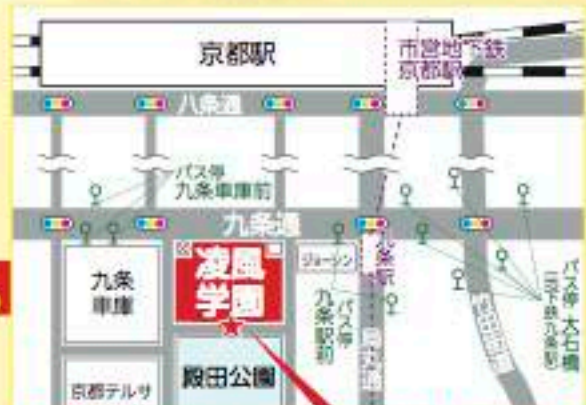 京都駅
市営地下鉄
京都駅
八条通
バス停
九条車庫前
九条通
九条
車庫
凌風
学園
ジョーシン
九条駅
バス停
九条駅前
バス停 大石橋
(地下鉄九条駅)
京都テルサ
殿田公園